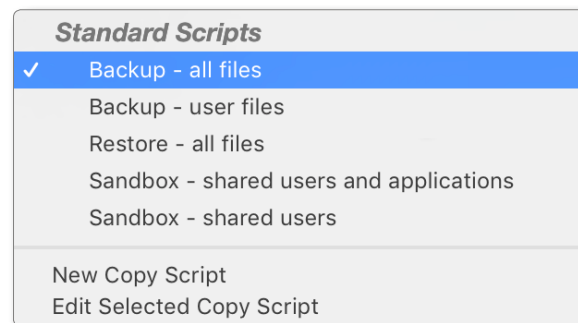 Standard Scripts
✓ Backup - all files
Backup - user files
Restore - all files
Sandbox - shared users and applications
Sandbox - shared users
New Copy Script
Edit Selected Copy Script